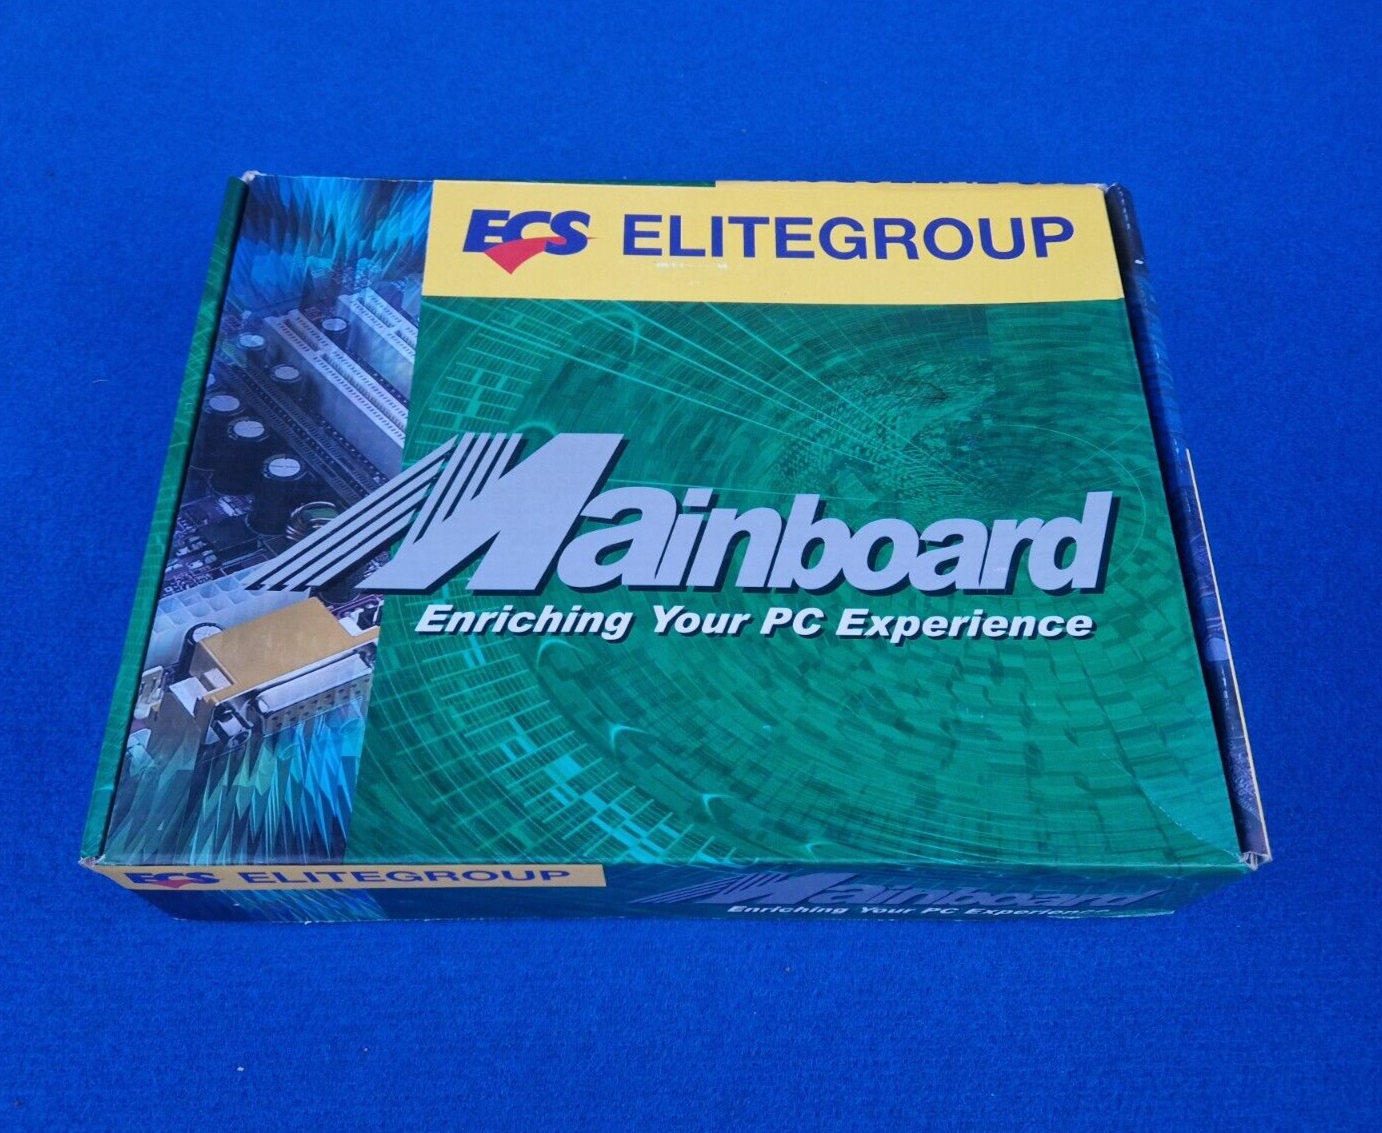 ECS ELITEGROUP
Mainboard
Enriching Your PC Experience
ECS ELITEGROUP
Mainboard
Enriching Your PC Experience